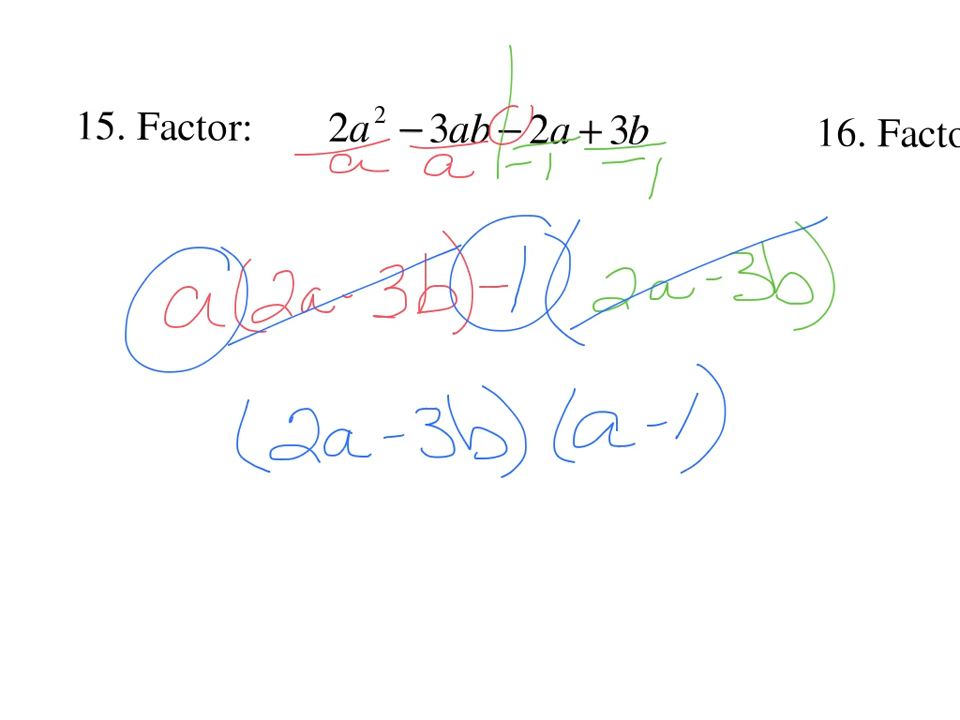 15. Factor: 2a² − 3ab − 2a + 3b 16. Facto
a a −1 −1
a(2a - 3b) - 1(2a - 3b)
(2a - 3b)(a - 1)